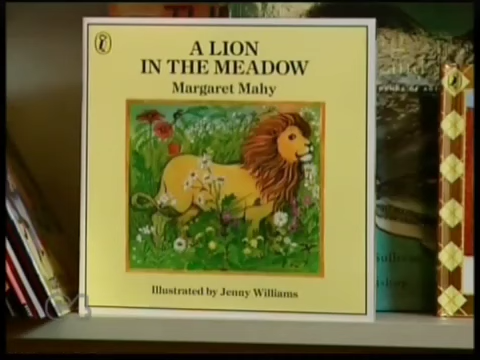 A LION
IN THE MEADOW
Margaret Mahy
Illustrated by Jenny Williams